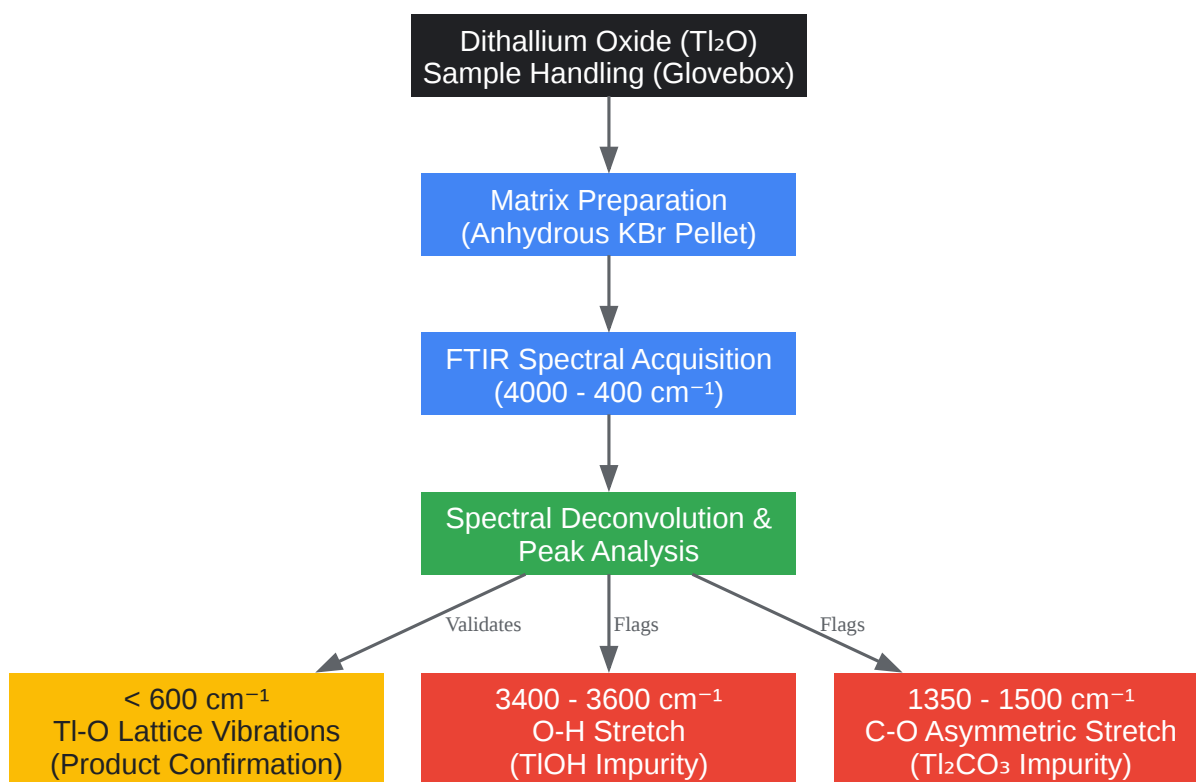 Dithallium Oxide (Tl₂O)
Sample Handling (Glovebox)
Matrix Preparation
(Anhydrous KBr Pellet)
FTIR Spectral Acquisition
(4000 - 400 cm⁻¹)
Spectral Deconvolution &
Peak Analysis
Validates
Flags
Flags
< 600 cm⁻¹
Tl-O Lattice Vibrations
(Product Confirmation)
3400 - 3600 cm⁻¹
O-H Stretch
(TlOH Impurity)
1350 - 1500 cm⁻¹
C-O Asymmetric Stretch
(Tl₂CO₃ Impurity)